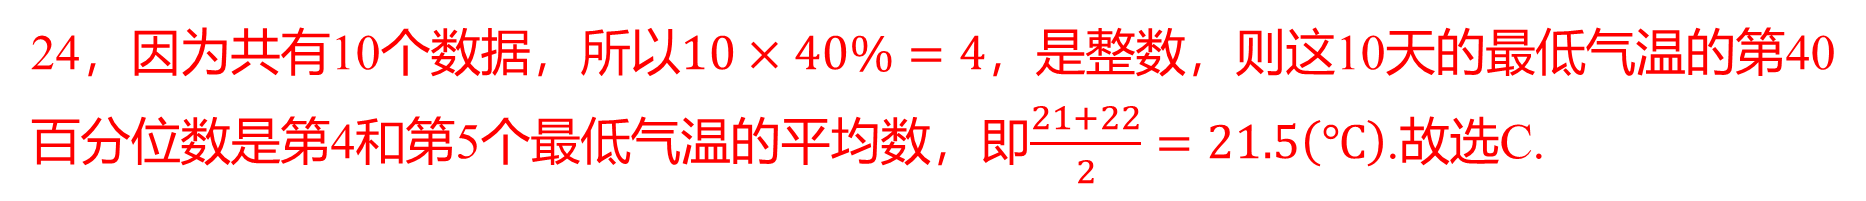 24，因为共有10个数据，所以10 × 40% = 4，是整数，则这10天的最低气温的第40
百分位数是第4和第5个最低气温的平均数，即\frac{21+22}{2} = 21.5(℃).故选C.